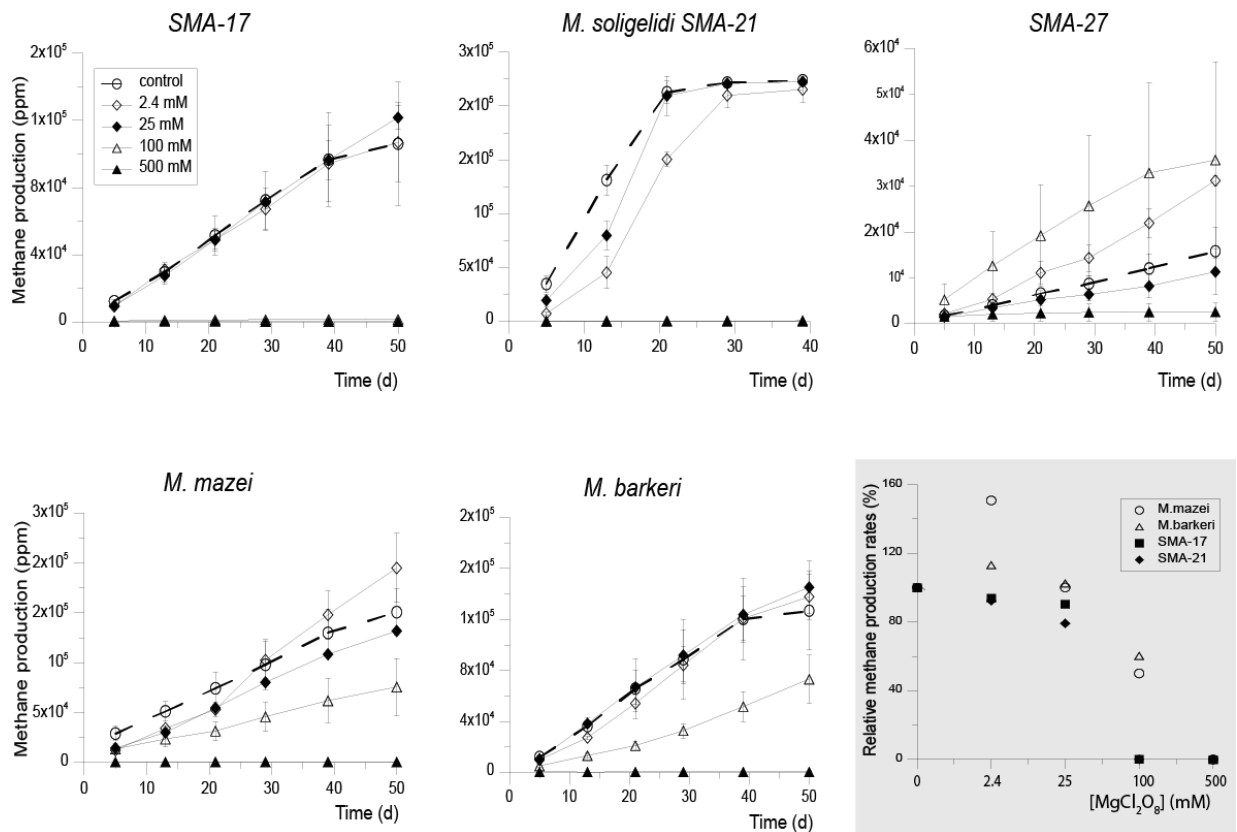 SMA-17
Methane production (ppm)
2x10⁵
1x10⁵
8x10⁴
4x10⁴
0
control
2.4 mM
25 mM
100 mM
500 mM
0 10 20 30 40 50
Time (d)
M. soligelidi SMA-21
3x10⁵
2x10⁵
2x10⁵
1x10⁵
5x10⁴
0
0 10 20 30 40
Time (d)
SMA-27
6x10⁴
5x10⁴
4x10⁴
3x10⁴
2x10⁴
10⁴
0
0 10 20 30 40 50
Time (d)
M. mazei
Methane production (ppm)
3x10⁵
2x10⁵
2x10⁵
1x10⁵
5x10⁴
0
0 10 20 30 40 50
Time (d)
M. barkeri
2x10⁵
2x10⁵
1x10⁵
8x10⁴
4x10⁴
0
0 10 20 30 40 50
Time (d)
Relative methane production rates (%)
160
120
80
40
0
M.mazei
M.barkeri
SMA-17
SMA-21
0 2.4 25 100 500
[MgCl₂O₈] (mM)